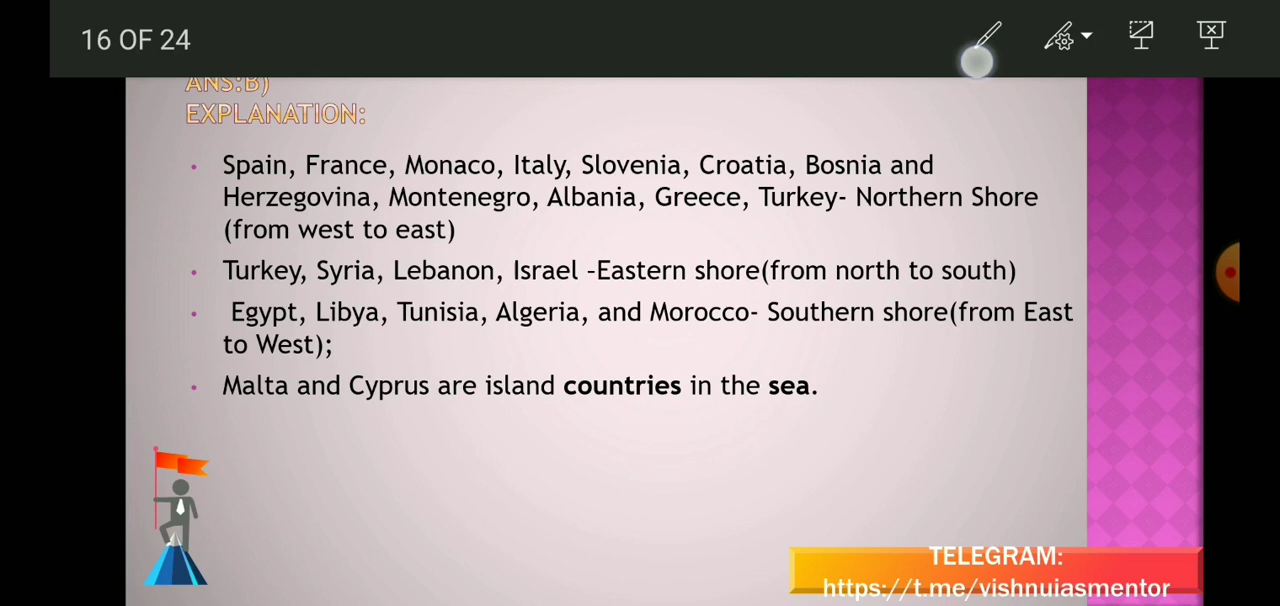 16 OF 24
ANS:B)
EXPLANATION:
• Spain, France, Monaco, Italy, Slovenia, Croatia, Bosnia and
Herzegovina, Montenegro, Albania, Greece, Turkey- Northern Shore
(from west to east)
• Turkey, Syria, Lebanon, Israel –Eastern shore(from north to south)
• Egypt, Libya, Tunisia, Algeria, and Morocco- Southern shore(from East
to West);
• Malta and Cyprus are island countries in the sea.
TELEGRAM:
https://t.me/vishnuiasmentor